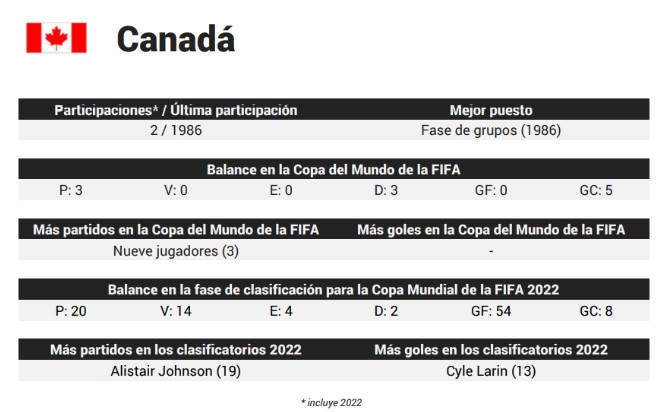 Canadá
Participaciones* / Última participación Mejor puesto
2 / 1986 Fase de grupos (1986)
Balance en la Copa del Mundo de la FIFA
P: 3 V: 0 E: 0 D: 3 GF: 0 GC: 5
Más partidos en la Copa del Mundo de la FIFA Más goles en la Copa del Mundo de la FIFA
Nueve jugadores (3) -
Balance en la fase de clasificación para la Copa Mundial de la FIFA 2022
P: 20 V: 14 E: 4 D: 2 GF: 54 GC: 8
Más partidos en los clasificatorios 2022 Más goles en los clasificatorios 2022
Alistair Johnson (19) Cyle Larin (13)
* incluye 2022